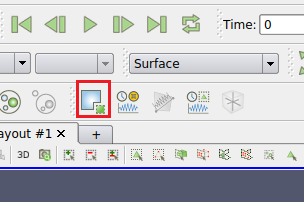 Time: 0
Surface
ayout #1 × +
3D